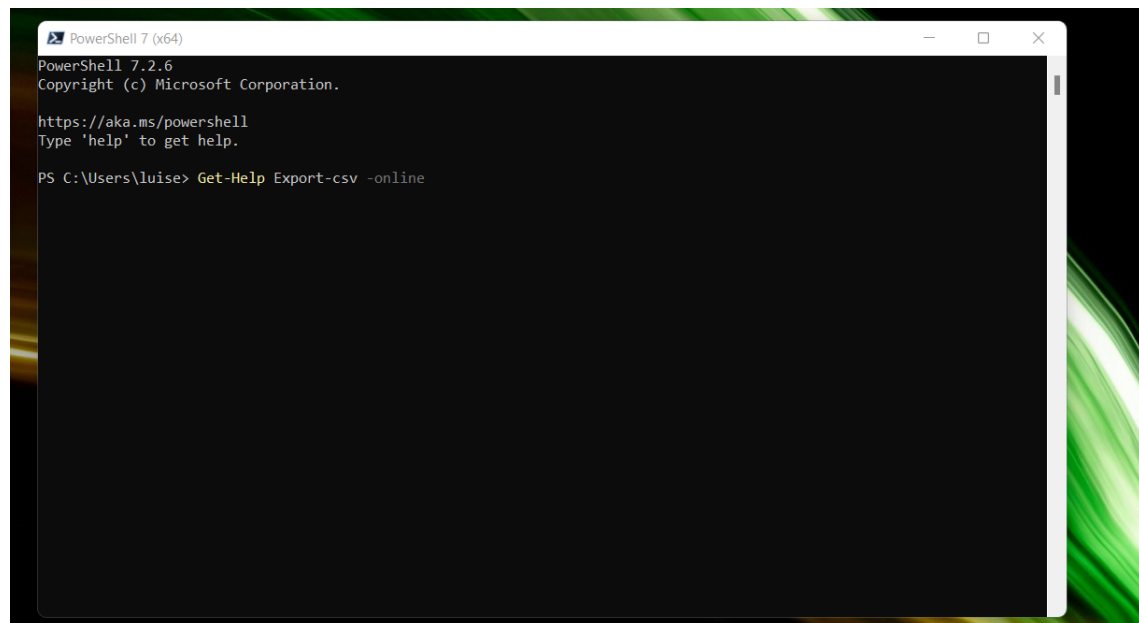 PowerShell 7 (x64)
PowerShell 7.2.6
Copyright (c) Microsoft Corporation.
https://aka.ms/powershell
Type 'help' to get help.
PS C:\Users\luise> Get-Help Export-csv -online